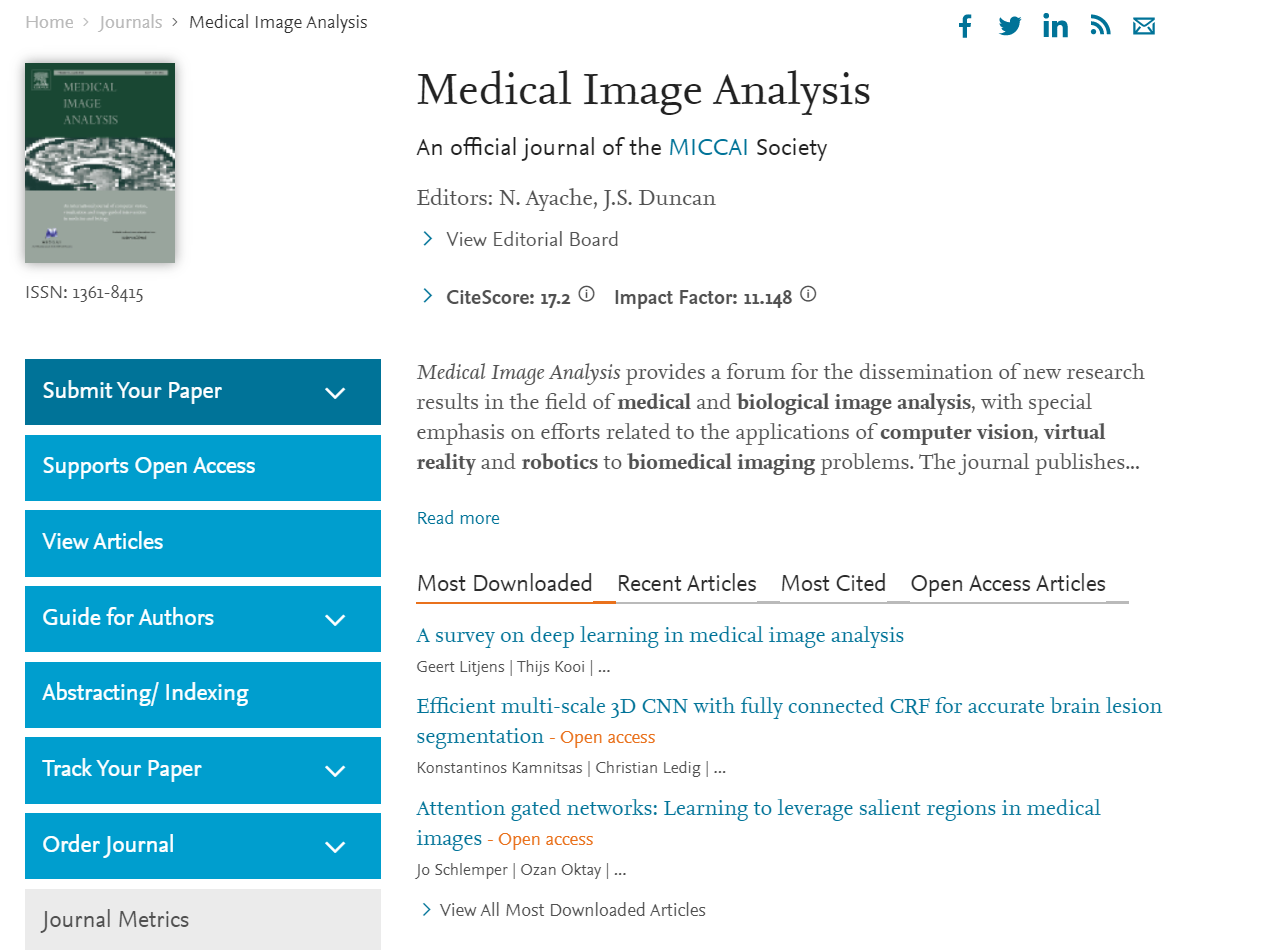 Home > Journals > Medical Image Analysis
MEDICAL
IMAGE
ANALYSIS
ISSN: 1361-8415
Medical Image Analysis
An official journal of the MICCAI Society
Editors: N. Ayache, J.S. Duncan
View Editorial Board
CiteScore: 17.2 Impact Factor: 11.148
Submit Your Paper
Supports Open Access
View Articles
Guide for Authors
Abstracting/ Indexing
Track Your Paper
Order Journal
Journal Metrics
Medical Image Analysis provides a forum for the dissemination of new research
results in the field of medical and biological image analysis, with special
emphasis on efforts related to the applications of computer vision, virtual
reality and robotics to biomedical imaging problems. The journal publishes...
Read more
Most Downloaded Recent Articles Most Cited Open Access Articles
A survey on deep learning in medical image analysis
Geert Litjens | Thijs Kooi | ...
Efficient multi-scale 3D CNN with fully connected CRF for accurate brain lesion
segmentation - Open access
Konstantinos Kamnitsas | Christian Ledig | ...
Attention gated networks: Learning to leverage salient regions in medical
images - Open access
Jo Schlemper | Ozan Oktay | ...
View All Most Downloaded Articles